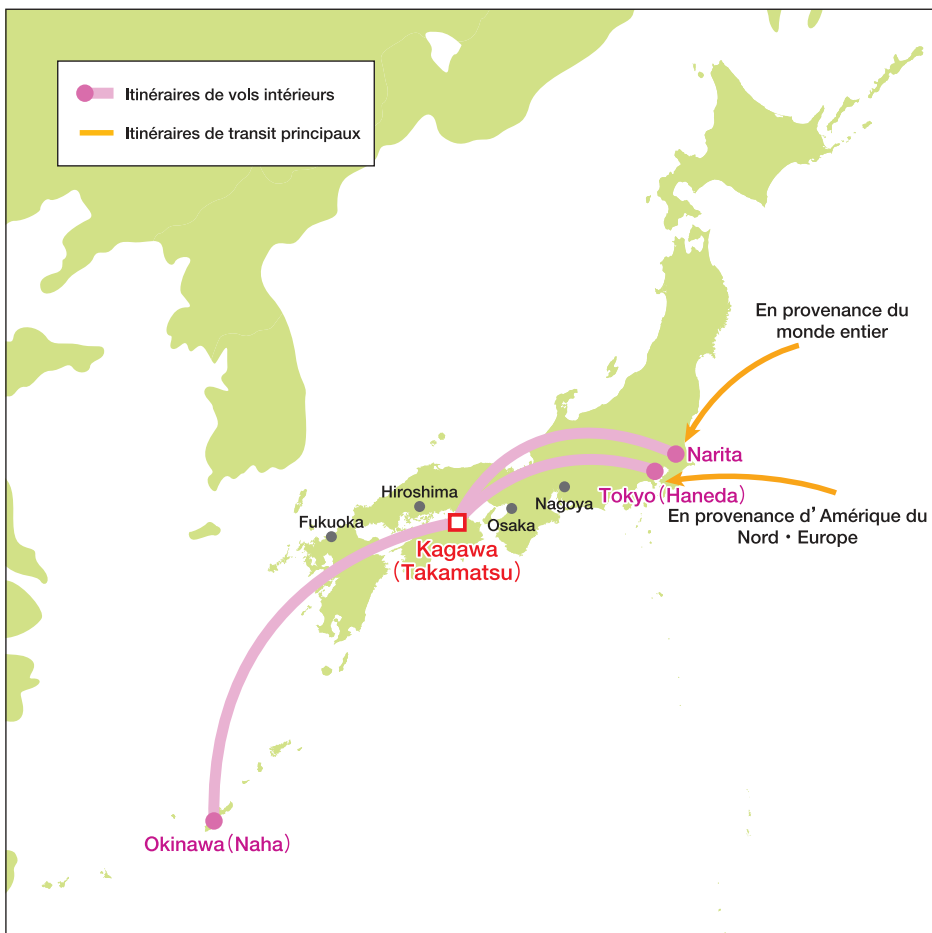 Itinéraires de vols intérieurs
Itinéraires de transit principaux
En provenance du
monde entier
Narita
Tokyo（Haneda）
En provenance d’Amérique du
Nord・Europe
Nagoya
Hiroshima
Osaka
Fukuoka
Kagawa
（Takamatsu）
Okinawa（Naha）